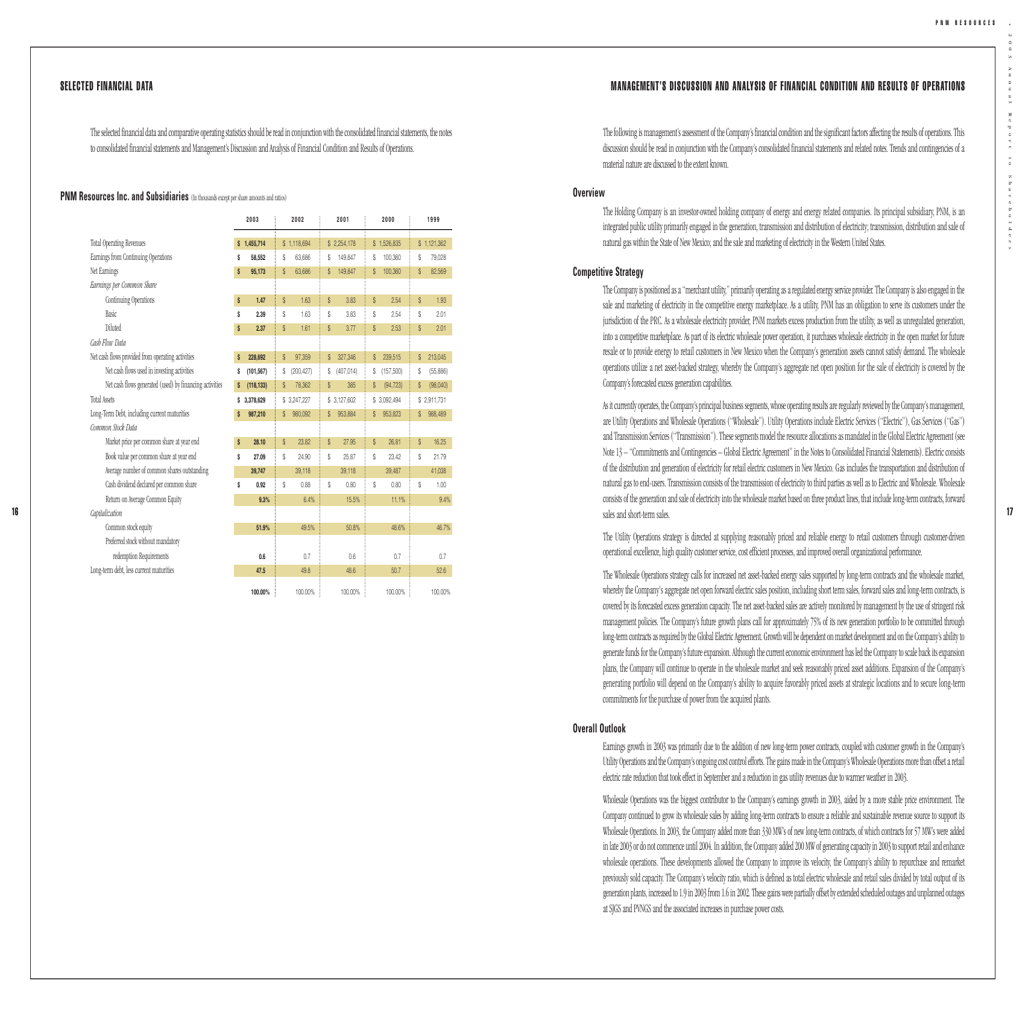 PNM RESOURCES • 2003 Annual Report to Shareholders
SELECTED FINANCIAL DATA
The selected financial data and comparative operating statistics should be read in conjunction with the consolidated financial statements, the notes
to consolidated financial statements and Management's Discussion and Analysis of Financial Condition and Results of Operations.
PNM Resources Inc. and Subsidiaries (In thousands except per share amounts and ratios)
2003 2002 2001 2000 1999
Total Operating Revenues $ 1,455,714 $ 1,118,694 $ 2,254,178 $ 1,526,835 $ 1,121,362
Earnings from Continuing Operations $ 58,552 $ 63,686 $ 149,847 $ 100,360 $ 79,028
Net Earnings $ 95,173 $ 63,686 $ 149,847 $ 100,360 $ 82,569
Earnings per Common Share
Continuing Operations $ 1.47 $ 1.63 $ 3.83 $ 2.54 $ 1.93
Basic $ 2.39 $ 1.63 $ 3.83 $ 2.54 $ 2.01
Diluted $ 2.37 $ 1.61 $ 3.77 $ 2.53 $ 2.01
Cash Flow Data
Net cash flows provided from operating activities $ 228,692 $ 97,359 $ 327,346 $ 239,515 $ 213,045
Net cash flows used in investing activities $ (101,567) $ (200,427) $ (407,014) $ (157,500) $ (55,886)
Net cash flows generated (used) by financing activities $ (118,133) $ 76,362 $ 385 $ (94,723) $ (98,040)
Total Assets $ 3,378,629 $ 3,247,227 $ 3,127,602 $ 3,092,494 $ 2,911,731
Long-Term Debt, including current maturities $ 987,210 $ 980,092 $ 953,884 $ 953,823 $ 988,489
Common Stock Data
Market price per common share at year end $ 28.10 $ 23.82 $ 27.95 $ 26.81 $ 16.25
Book value per common share at year end $ 27.09 $ 24.90 $ 25.87 $ 23.42 $ 21.79
Average number of common shares outstanding 39,747 39,118 39,118 39,487 41,038
Cash dividend declared per common share $ 0.92 $ 0.88 $ 0.80 $ 0.80 $ 1.00
Return on Average Common Equity 9.3% 6.4% 15.5% 11.1% 9.4%
Capitalization
Common stock equity 51.9% 49.5% 50.8% 48.6% 46.7%
Preferred stock without mandatory
redemption Requirements 0.6 0.7 0.6 0.7 0.7
Long-term debt, less current maturities 47.5 49.8 48.6 50.7 52.6
100.00% 100.00% 100.00% 100.00% 100.00%
16
MANAGEMENT'S DISCUSSION AND ANALYSIS OF FINANCIAL CONDITION AND RESULTS OF OPERATIONS
The following is management's assessment of the Company's financial condition and the significant factors affecting the results of operations. This
discussion should be read in conjunction with the Company's consolidated financial statements and related notes. Trends and contingencies of a
material nature are discussed to the extent known.
Overview
The Holding Company is an investor-owned holding company of energy and energy related companies. Its principal subsidiary, PNM, is an
integrated public utility primarily engaged in the generation, transmission and distribution of electricity; transmission, distribution and sale of
natural gas within the State of New Mexico; and the sale and marketing of electricity in the Western United States.
Competitive Strategy
The Company is positioned as a "merchant utility," primarily operating as a regulated energy service provider. The Company is also engaged in the
sale and marketing of electricity in the competitive energy marketplace. As a utility, PNM has an obligation to serve its customers under the
jurisdiction of the PRC. As a wholesale electricity provider, PNM markets excess production from the utility, as well as unregulated generation,
into a competitive marketplace. As part of its electric wholesale power operation, it purchases wholesale electricity in the open market for future
resale or to provide energy to retail customers in New Mexico when the Company's generation assets cannot satisfy demand. The wholesale
operations utilize a net asset-backed strategy, whereby the Company's aggregate net open position for the sale of electricity is covered by the
Company's forecasted excess generation capabilities.
As it currently operates, the Company's principal business segments, whose operating results are regularly reviewed by the Company's management,
are Utility Operations and Wholesale Operations ("Wholesale"). Utility Operations include Electric Services ("Electric"), Gas Services ("Gas")
and Transmission Services ("Transmission"). These segments model the resource allocations as mandated in the Global Electric Agreement (see
Note 13 – "Commitments and Contingencies – Global Electric Agreement" in the Notes to Consolidated Financial Statements). Electric consists
of the distribution and generation of electricity for retail electric customers in New Mexico. Gas includes the transportation and distribution of
natural gas to end-users. Transmission consists of the transmission of electricity to third parties as well as to Electric and Wholesale. Wholesale
consists of the generation and sale of electricity into the wholesale market based on three product lines, that include long-term contracts, forward
sales and short-term sales.
17
The Utility Operations strategy is directed at supplying reasonably priced and reliable energy to retail customers through customer-driven
operational excellence, high quality customer service, cost efficient processes, and improved overall organizational performance.
The Wholesale Operations strategy calls for increased net asset-backed energy sales supported by long-term contracts and the wholesale market,
whereby the Company's aggregate net open forward electric sales position, including short term sales, forward sales and long-term contracts, is
covered by its forecasted excess generation capacity. The net asset-backed sales are actively monitored by management by the use of stringent risk
management policies. The Company's future growth plans call for approximately 75% of its new generation portfolio to be committed through
long-term contracts as required by the Global Electric Agreement. Growth will be dependent on market development and on the Company's ability to
generate funds for the Company's future expansion. Although the current economic environment has led the Company to scale back its expansion
plans, the Company will continue to operate in the wholesale market and seek reasonably priced asset additions. Expansion of the Company's
generating portfolio will depend on the Company's ability to acquire favorably priced assets at strategic locations and to secure long-term
commitments for the purchase of power from the acquired plants.
Overall Outlook
Earnings growth in 2003 was primarily due to the addition of new long-term power contracts, coupled with customer growth in the Company's
Utility Operations and the Company's ongoing cost control efforts. The gains made in the Company's Wholesale Operations more than offset a retail
electric rate reduction that took effect in September and a reduction in gas utility revenues due to warmer weather in 2003.
Wholesale Operations was the biggest contributor to the Company's earnings growth in 2003, aided by a more stable price environment. The
Company continued to grow its wholesale sales by adding long-term contracts to ensure a reliable and sustainable revenue source to support its
Wholesale Operations. In 2003, the Company added more than 330 MW's of new long-term contracts, of which contracts for 57 MW's were added
in late 2003 or do not commence until 2004. In addition, the Company added 200 MW of generating capacity in 2003 to support retail and enhance
wholesale operations. These developments allowed the Company to improve its velocity, the Company's ability to repurchase and remarket
previously sold capacity. The Company's velocity ratio, which is defined as total electric wholesale and retail sales divided by total output of its
generation plants, increased to 1.9 in 2003 from 1.6 in 2002. These gains were partially offset by extended scheduled outages and unplanned outages
at SJGS and PVNGS and the associated increases in purchase power costs.